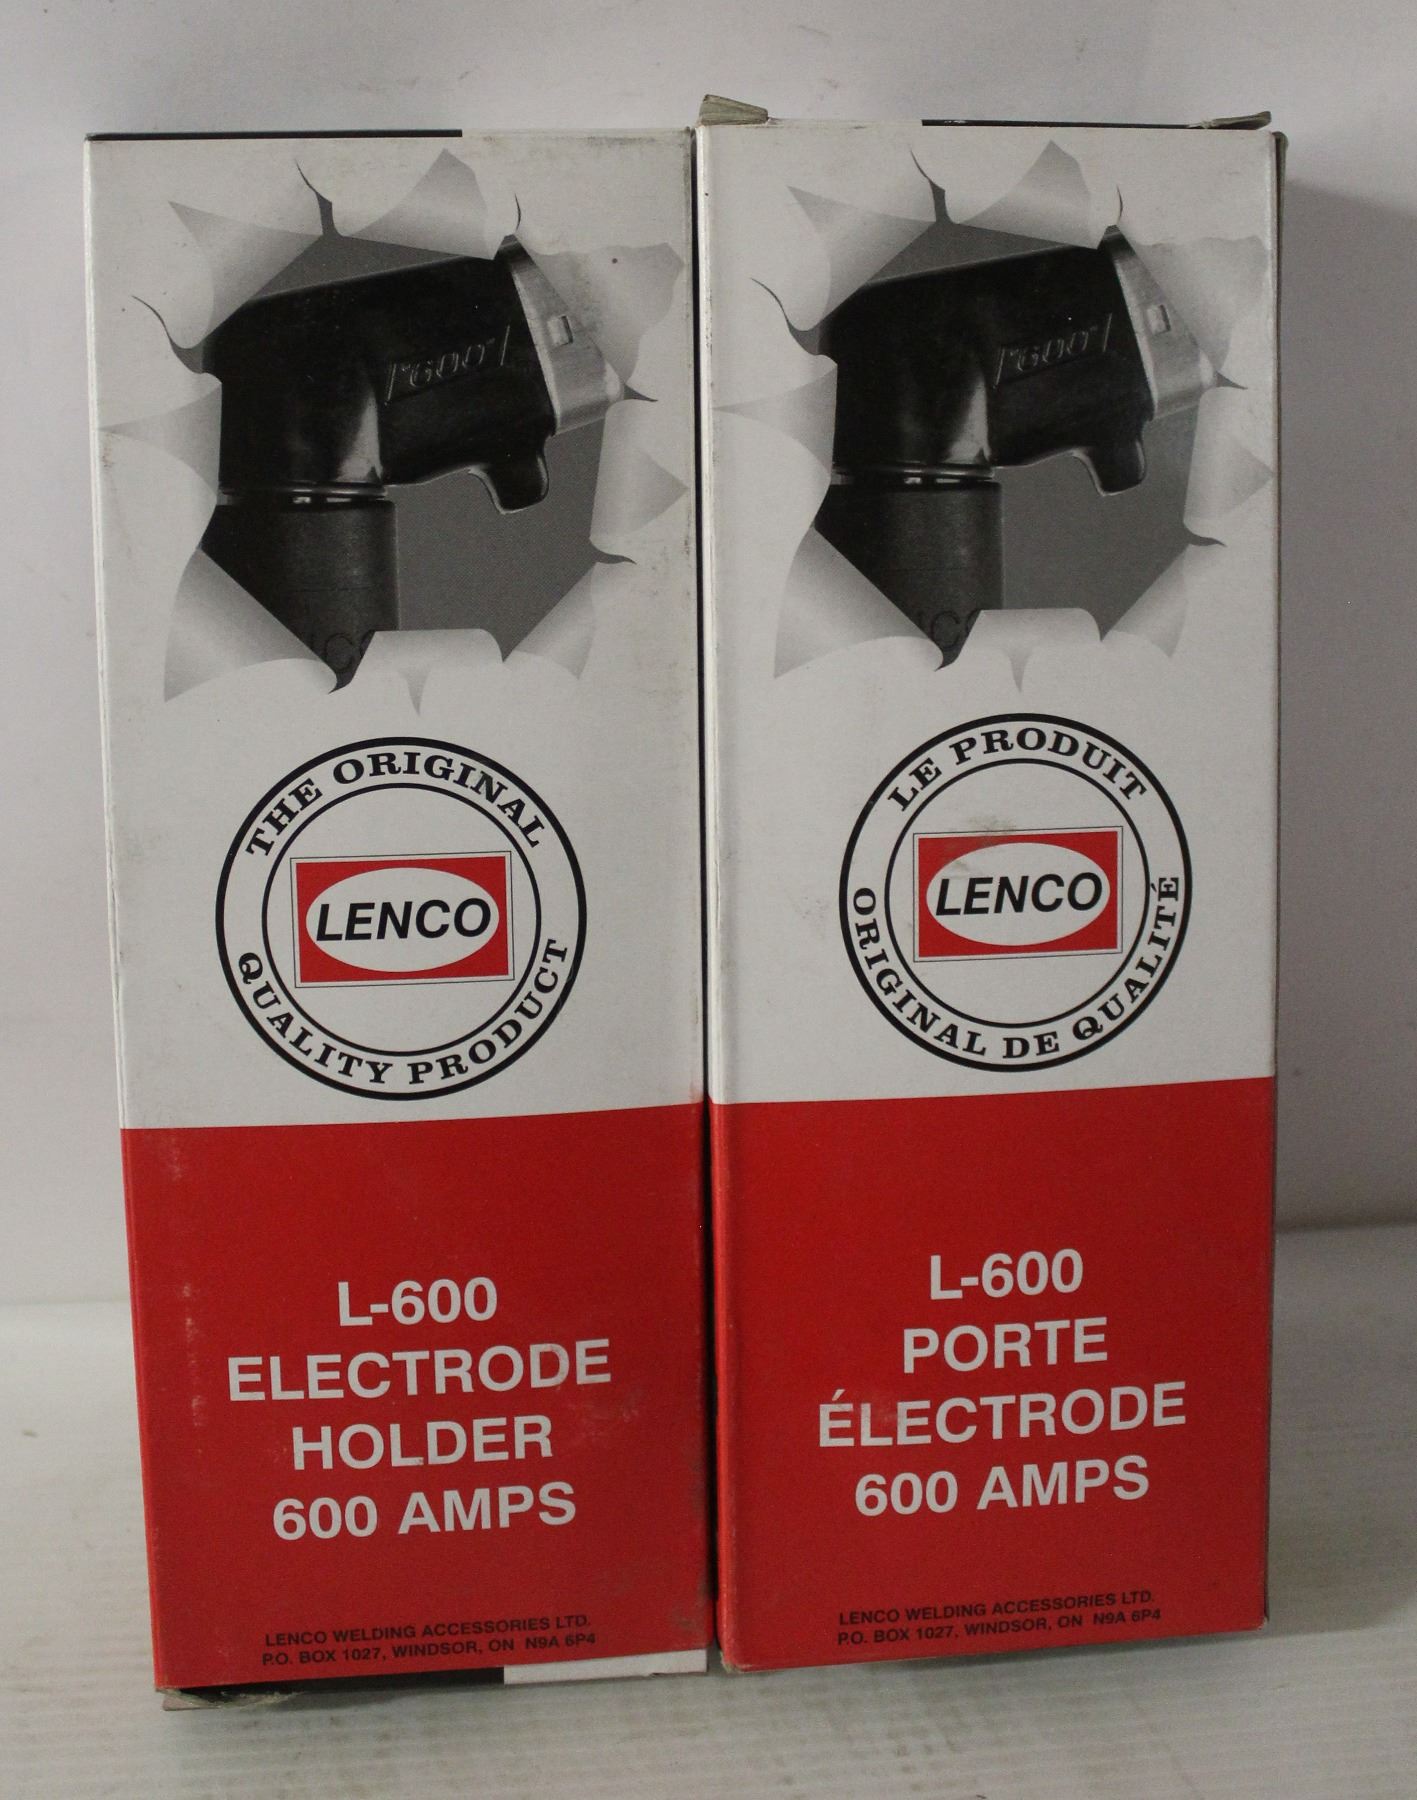 THE ORIGINAL
LENCO
QUALITY PRODUCT
L-600
ELECTRODE
HOLDER
600 AMPS
LENCO WELDING ACCESSORIES LTD.
P.O. BOX 1027, WINDSOR, ON N9A 6P4
LE PRODUIT
LENCO
ORIGINAL DE QUALITÉ
L-600
PORTE
ÉLECTRODE
600 AMPS
LENCO WELDING ACCESSORIES LTD.
P.O. BOX 1027, WINDSOR, ON N9A 6P4